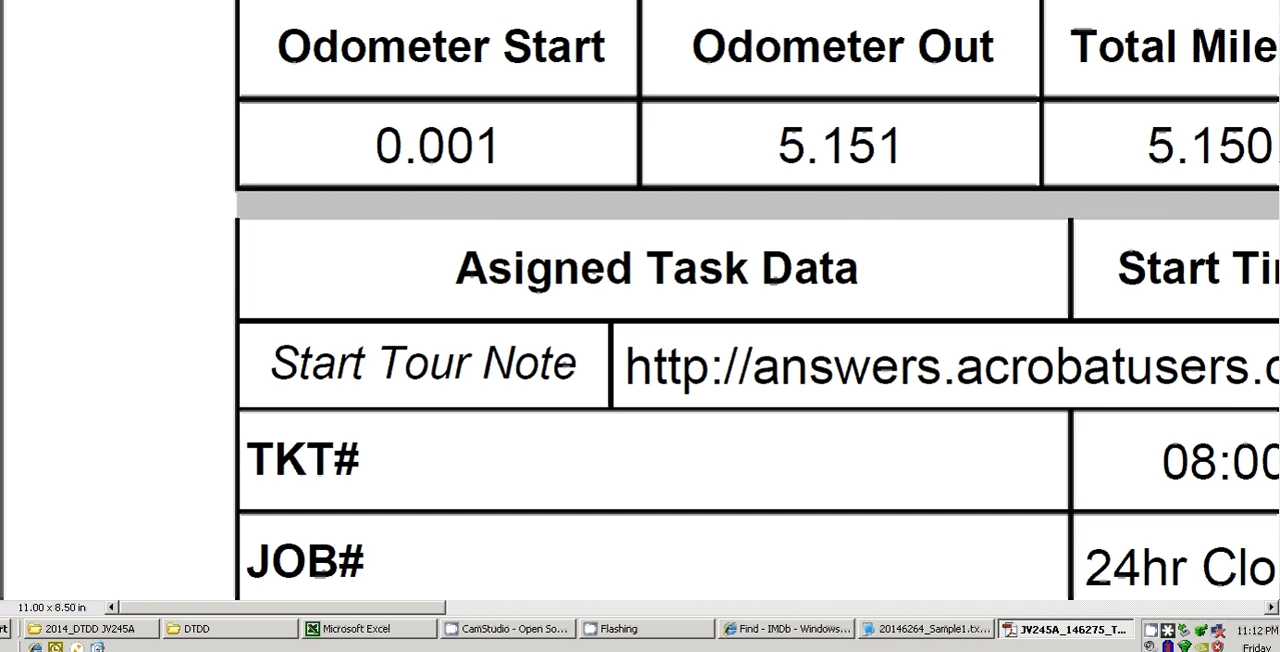 Odometer Start Odometer Out Total Mile
0.001 5.151 5.150
Asigned Task Data Start Ti
Start Tour Note http://answers.acrobatusers.c
TKT# 08:00
JOB# 24hr Clo
11.00 x 8.50 in
rt 2014_DTDD JV245A DTDD Microsoft Excel CamStudio - Open So... Flashing Find - IMDb - Windows... 20146264_Sample1.tx... JV245A_146275_T... 11:12 PM
Friday